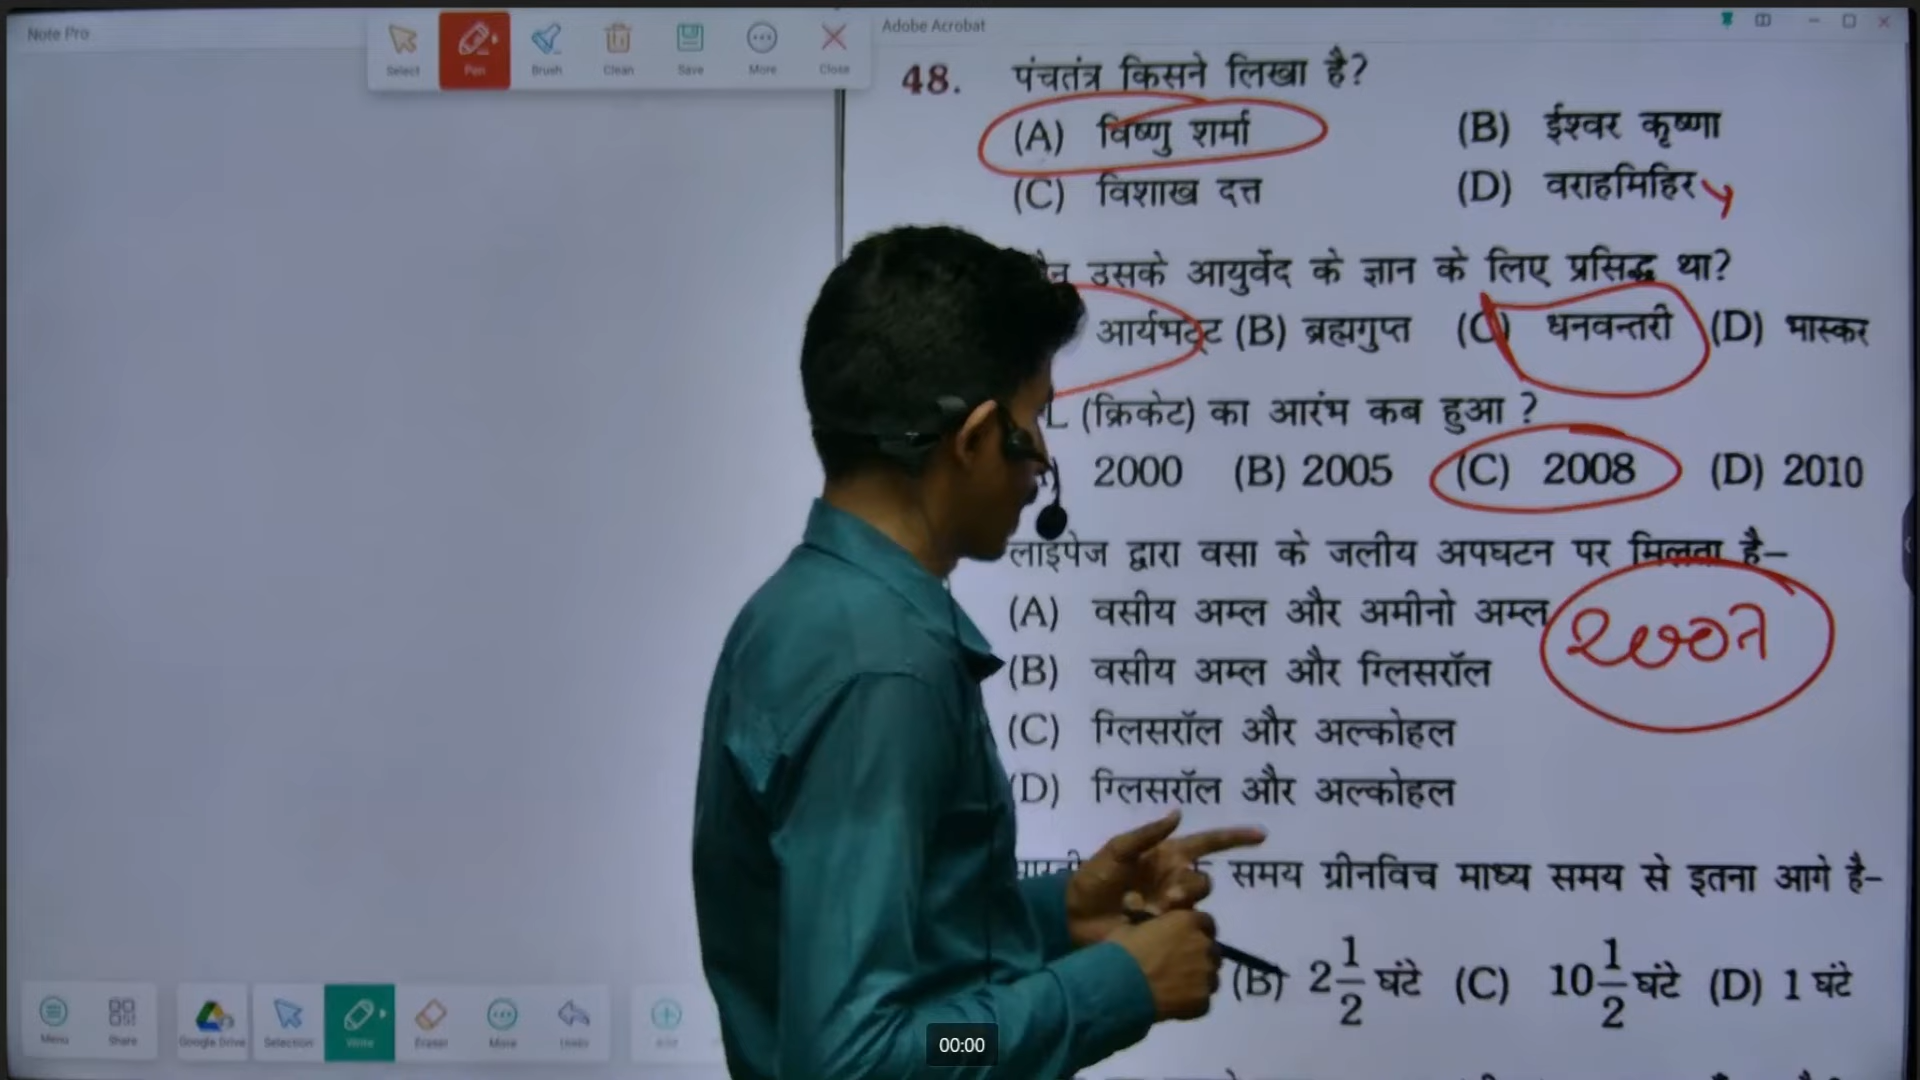 Note Pro
Select Pen Brush Clean Save More Close
Adobe Acrobat
48. पंचतंत्र किसने लिखा है?
(A) विष्णु शर्मा (B) ईश्वर कृष्णा
(C) विशाख दत्त (D) वराहमिहिर
उसके आयुर्वेद के ज्ञान के लिए प्रसिद्ध था?
आर्यभट्ट (B) ब्रह्मगुप्त (C) धनवन्तरी (D) भास्कर
L (क्रिकेट) का आरंभ कब हुआ ?
2000 (B) 2005 (C) 2008 (D) 2010
लाइपेज द्वारा वसा के जलीय अपघटन पर मिलता है–
(A) वसीय अम्ल और अमीनो अम्ल
(B) वसीय अम्ल और ग्लिसरॉल
(C) ग्लिसरॉल और अल्कोहल
(D) ग्लिसरॉल और अल्कोहल
समय ग्रीनविच माध्य समय से इतना आगे है–
(B) 2 1/2 घंटे (C) 10 1/2 घंटे (D) 1 घंटे
Menu Share Google Drive Selection Write Eraser More Undo
00:00